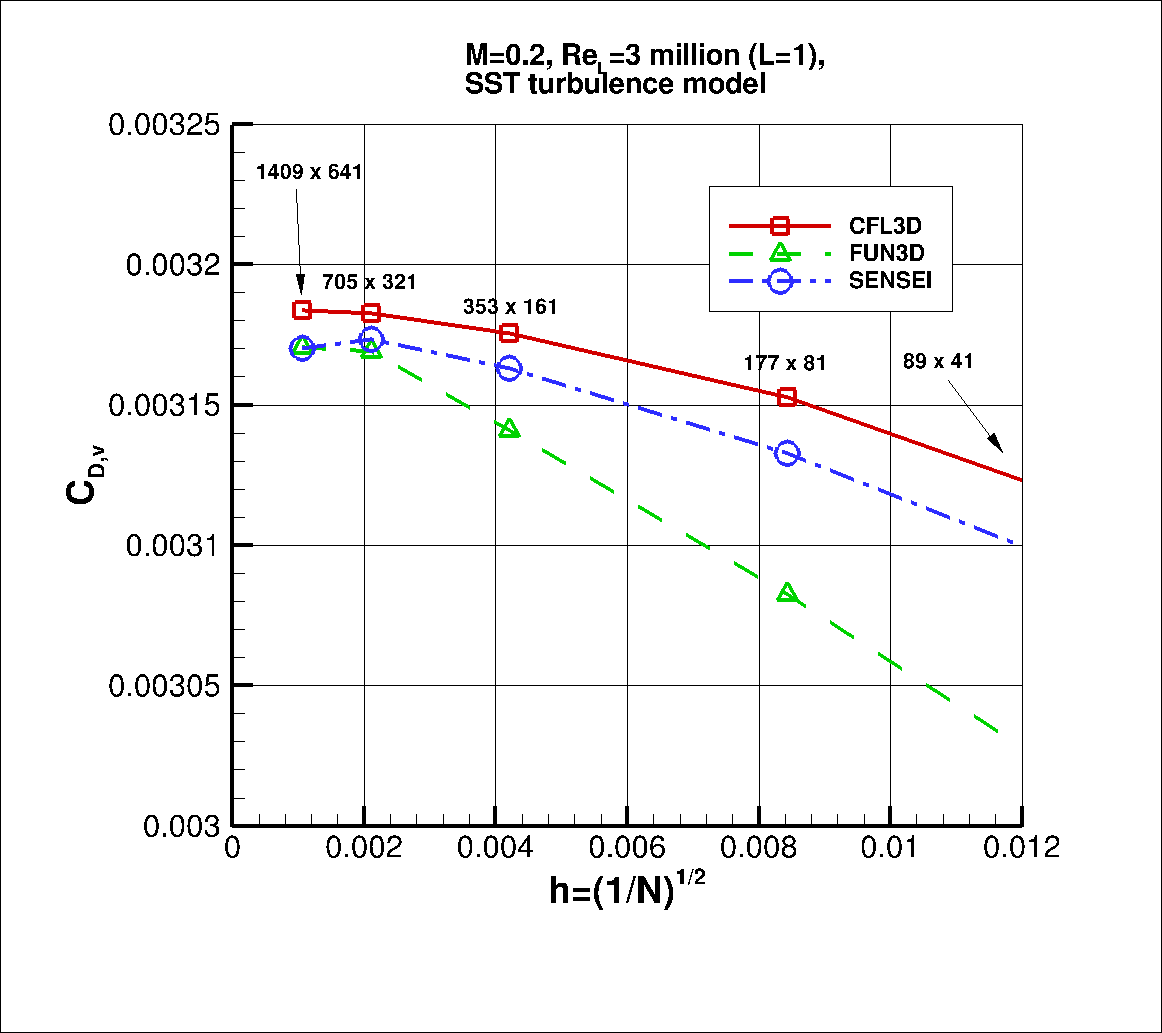 M=0.2, Re_L=3 million (L=1),
SST turbulence model
0.00325
1409 x 641
CFL3D
FUN3D
SENSEI
0.0032
705 x 321
353 x 161
177 x 81
89 x 41
0.00315
C_D,v
0.0031
0.00305
0.003
0 0.002 0.004 0.006 0.008 0.01 0.012
h=(1/N)^1/2